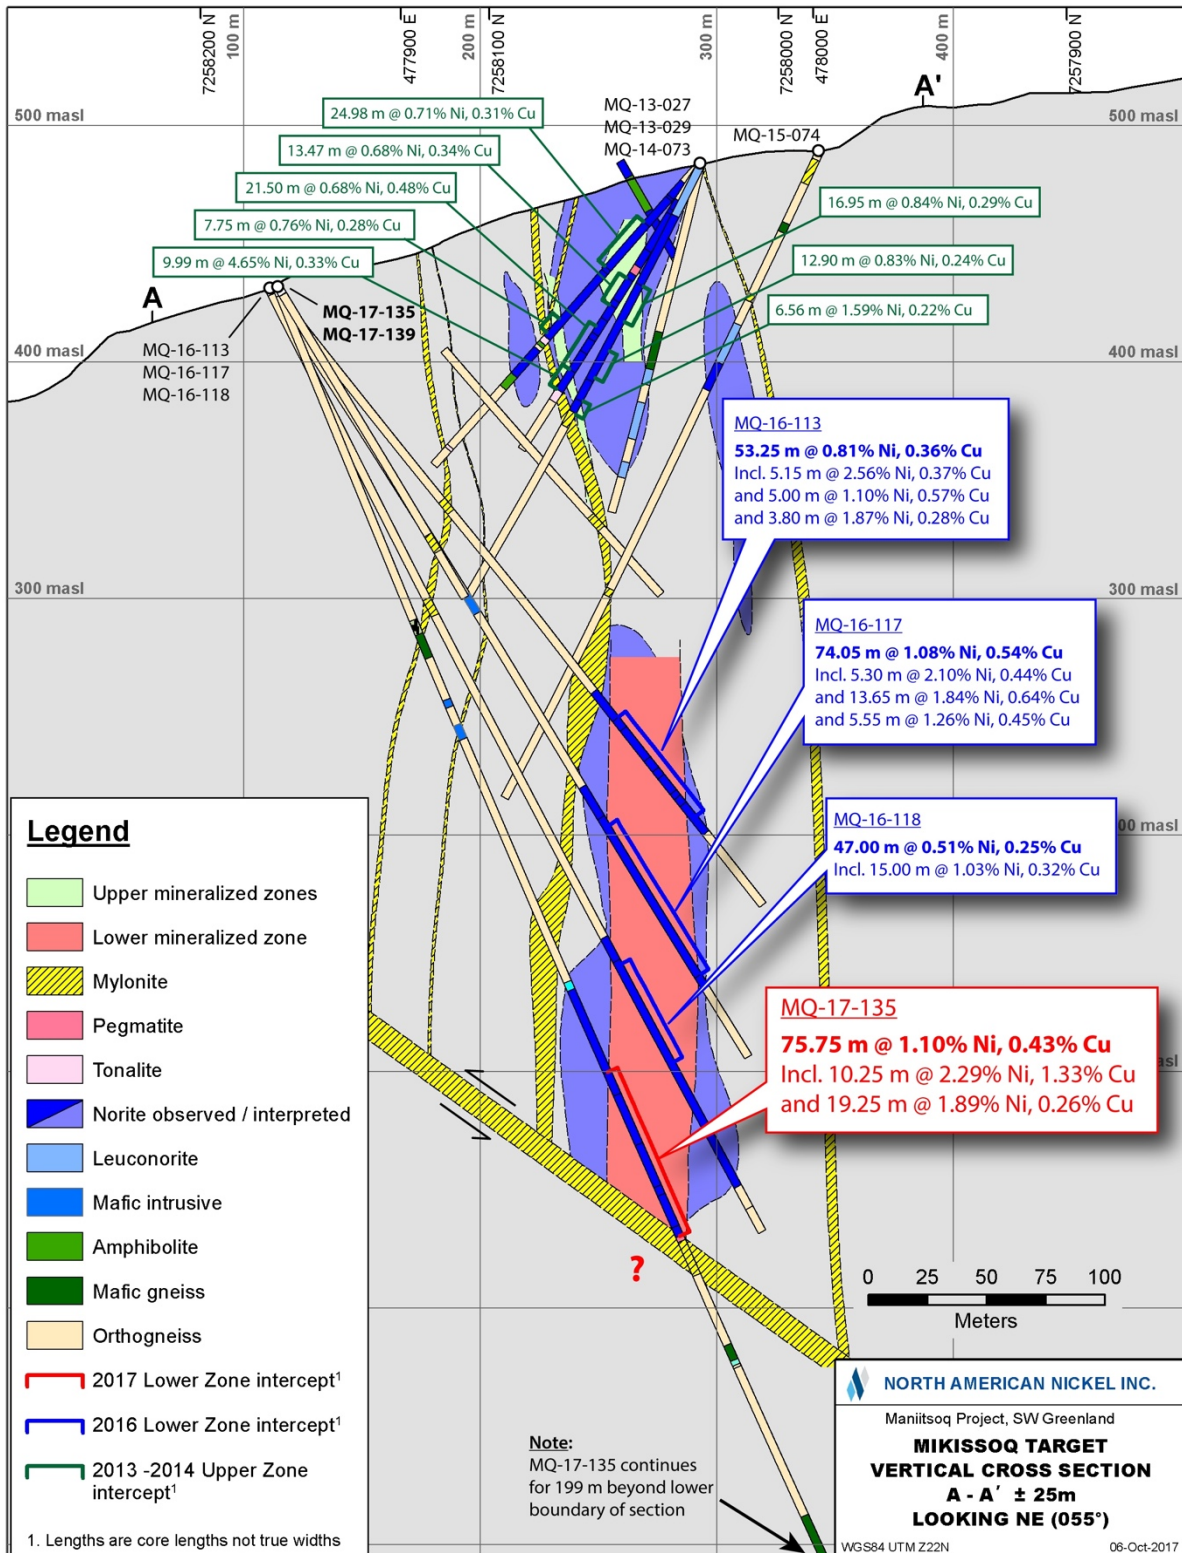 7258200 N
100 m
477900 E
200 m
7258100 N
300 m
7258000 N
478000 E
400 m
7257900 N
500 masl
500 masl
A'
MQ-13-027
MQ-13-029
MQ-14-073
MQ-15-074
24.98 m @ 0.71% Ni, 0.31% Cu
13.47 m @ 0.68% Ni, 0.34% Cu
21.50 m @ 0.68% Ni, 0.48% Cu
7.75 m @ 0.76% Ni, 0.28% Cu
9.99 m @ 4.65% Ni, 0.33% Cu
16.95 m @ 0.84% Ni, 0.29% Cu
12.90 m @ 0.83% Ni, 0.24% Cu
6.56 m @ 1.59% Ni, 0.22% Cu
A
MQ-17-135
MQ-17-139
MQ-16-113
MQ-16-117
MQ-16-118
400 masl
400 masl
MQ-16-113
53.25 m @ 0.81% Ni, 0.36% Cu
Incl. 5.15 m @ 2.56% Ni, 0.37% Cu
and 5.00 m @ 1.10% Ni, 0.57% Cu
and 3.80 m @ 1.87% Ni, 0.28% Cu
300 masl
300 masl
MQ-16-117
74.05 m @ 1.08% Ni, 0.54% Cu
Incl. 5.30 m @ 2.10% Ni, 0.44% Cu
and 13.65 m @ 1.84% Ni, 0.64% Cu
and 5.55 m @ 1.26% Ni, 0.45% Cu
00 masl
MQ-16-118
47.00 m @ 0.51% Ni, 0.25% Cu
Incl. 15.00 m @ 1.03% Ni, 0.32% Cu
MQ-17-135
75.75 m @ 1.10% Ni, 0.43% Cu
Incl. 10.25 m @ 2.29% Ni, 1.33% Cu
and 19.25 m @ 1.89% Ni, 0.26% Cu
?
Legend
Upper mineralized zones
Lower mineralized zone
Mylonite
Pegmatite
Tonalite
Norite observed / interpreted
Leuconorite
Mafic intrusive
Amphibolite
Mafic gneiss
Orthogneiss
2017 Lower Zone intercept¹
2016 Lower Zone intercept¹
2013 -2014 Upper Zone
intercept¹
1. Lengths are core lengths not true widths
0 25 50 75 100
Meters
Note:
MQ-17-135 continues
for 199 m beyond lower
boundary of section
NORTH AMERICAN NICKEL INC.
Maniitsoq Project, SW Greenland
MIKISSOQ TARGET
VERTICAL CROSS SECTION
A - A' ± 25m
LOOKING NE (055°)
WGS84 UTM Z22N
06-Oct-2017